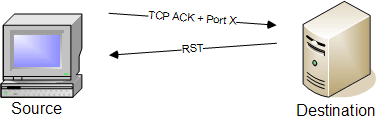 TCP ACK + Port X
RST
Source
Destination